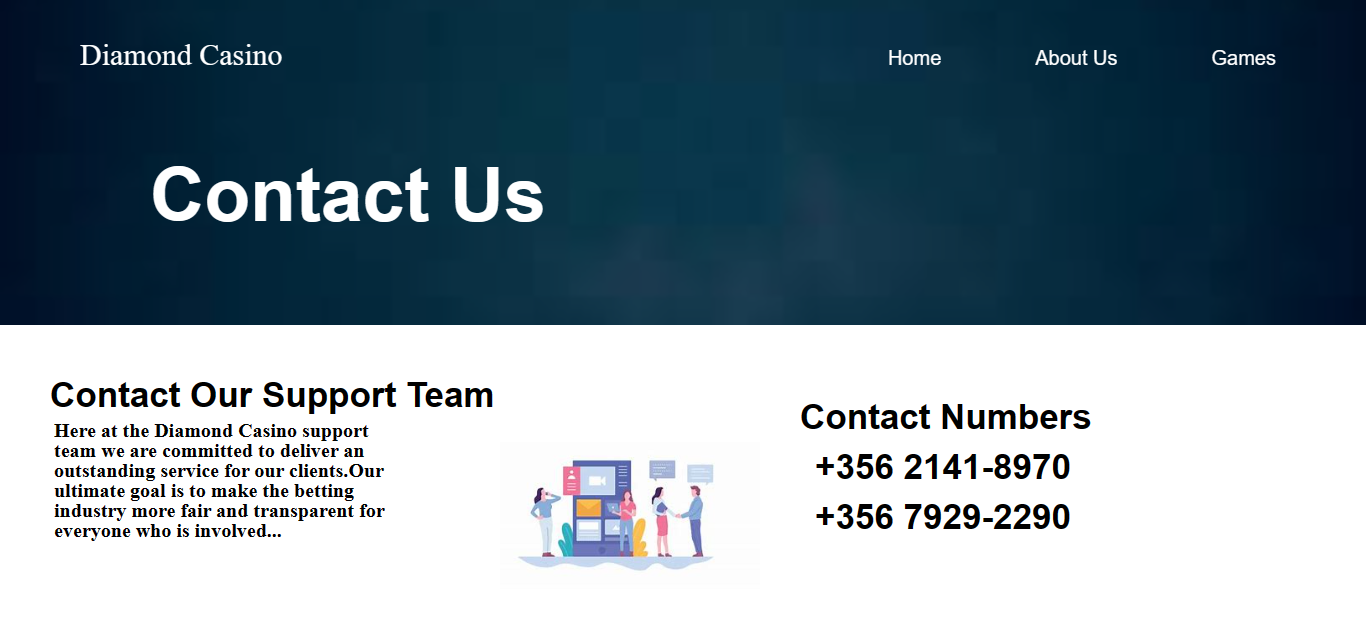 Diamond Casino
Home
About Us
Games
Contact Us
Contact Our Support Team
Here at the Diamond Casino support
team we are committed to deliver an
outstanding service for our clients.Our
ultimate goal is to make the betting
industry more fair and transparent for
everyone who is involved...
Contact Numbers
+356 2141-8970
+356 7929-2290